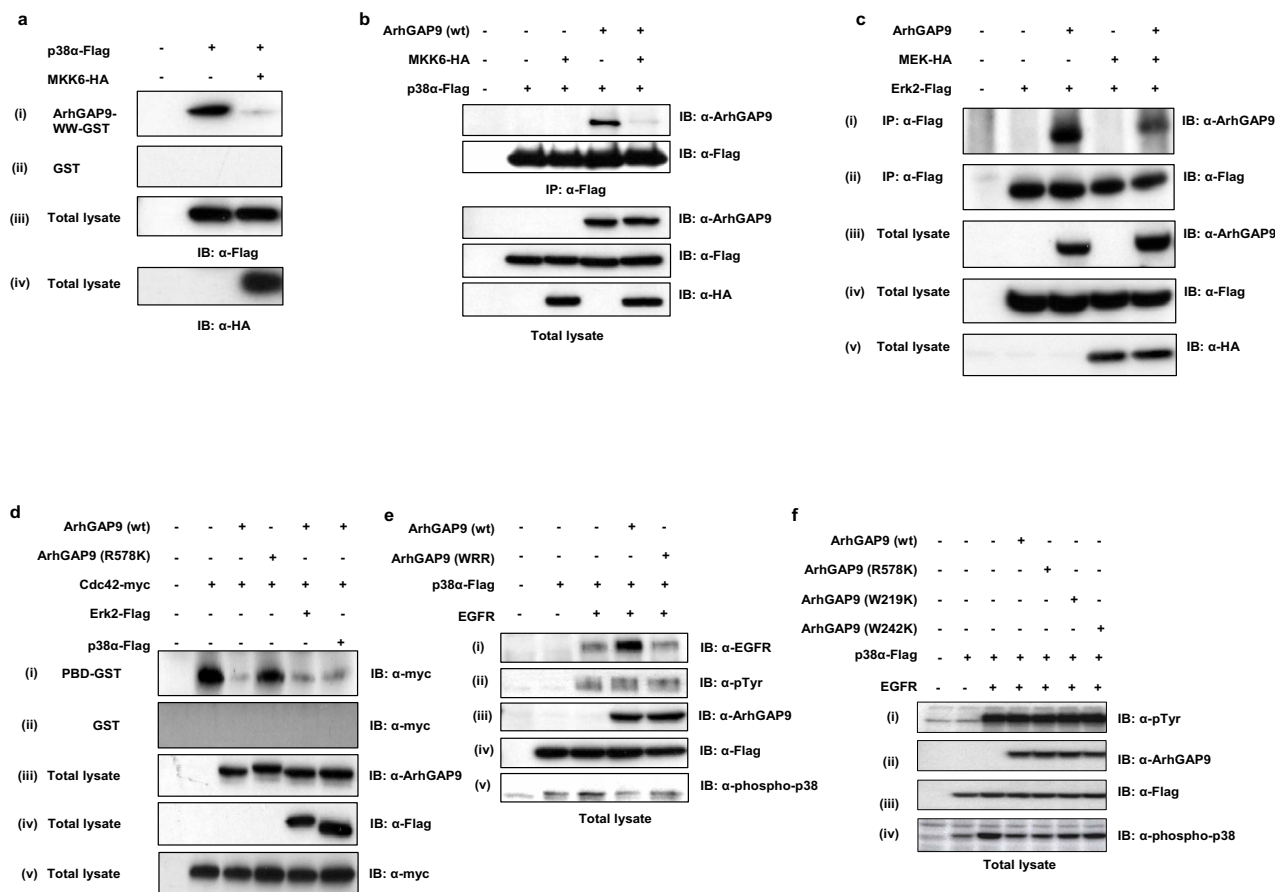 a
p38α-Flag - + +
MKK6-HA - - +
(i) ArhGAP9-
WW-GST
(ii) GST
(iii) Total lysate
IB: α-Flag
(iv) Total lysate
IB: α-HA
b
ArhGAP9 (wt) - - - + +
MKK6-HA - - + - +
p38α-Flag - + + + +
IB: α-ArhGAP9
IB: α-Flag
IP: α-Flag
IB: α-ArhGAP9
IB: α-Flag
IB: α-HA
Total lysate
c
ArhGAP9 - - + - +
MEK-HA - - - + +
Erk2-Flag - + + + +
(i) IP: α-Flag IB: α-ArhGAP9
(ii) IP: α-Flag IB: α-Flag
(iii) Total lysate IB: α-ArhGAP9
(iv) Total lysate IB: α-Flag
(v) Total lysate IB: α-HA
d
ArhGAP9 (wt) - - + - + +
ArhGAP9 (R578K) - - - + - -
Cdc42-myc - + + + + +
Erk2-Flag - - - - + -
p38α-Flag - - - - - +
(i) PBD-GST IB: α-myc
(ii) GST IB: α-myc
(iii) Total lysate IB: α-ArhGAP9
(iv) Total lysate IB: α-Flag
(v) Total lysate IB: α-myc
e
ArhGAP9 (wt) - - - + -
ArhGAP9 (WRR) - - - - +
p38α-Flag - + + + +
EGFR - - + + +
(i) IB: α-EGFR
(ii) IB: α-pTyr
(iii) IB: α-ArhGAP9
(iv) IB: α-Flag
(v) IB: α-phospho-p38
Total lysate
f
ArhGAP9 (wt) - - - + - - -
ArhGAP9 (R578K) - - - - + - -
ArhGAP9 (W219K) - - - - - + -
ArhGAP9 (W242K) - - - - - - +
p38α-Flag - + + + + + +
EGFR - - + + + + +
(i) IB: α-pTyr
(ii) IB: α-ArhGAP9
(iii) IB: α-Flag
(iv) IB: α-phospho-p38
Total lysate